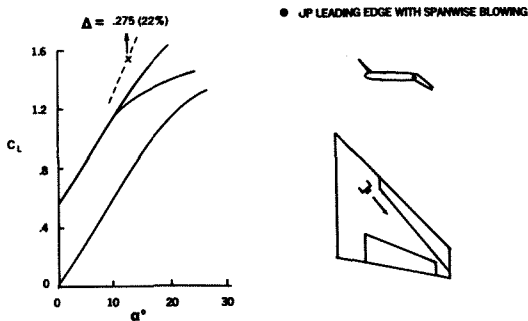 Δ = .275 (22%)
● UP LEADING EDGE WITH SPANWISE BLOWING
1.6
1.2
C_L
.8
.4
0
0 10 20 30
α°